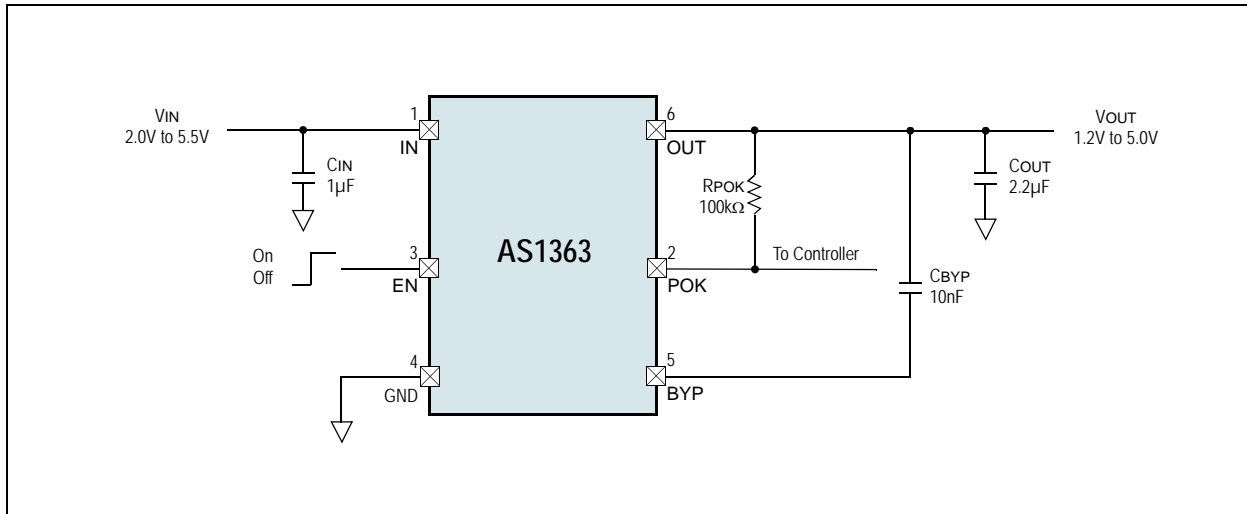 VIN
2.0V to 5.5V
CIN
1µF
On
Off
1
IN
3
EN
4
GND
AS1363
6
OUT
2
POK
5
BYP
RPOK
100kΩ
To Controller
CBYP
10nF
COUT
2.2µF
VOUT
1.2V to 5.0V